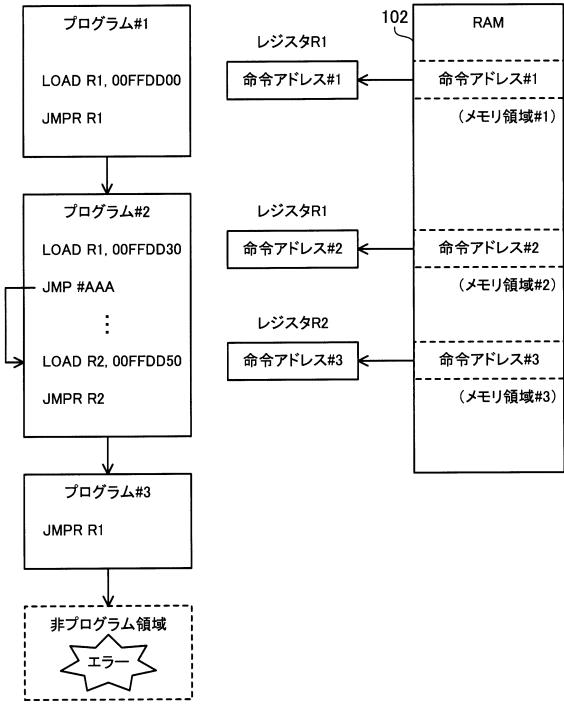 プログラム#1
LOAD R1, 00FFDD00
JMPR R1
プログラム#2
LOAD R1, 00FFDD30
JMP #AAA
⋮
LOAD R2, 00FFDD50
JMPR R2
プログラム#3
JMPR R1
非プログラム領域
エラー
レジスタR1
命令アドレス#1
レジスタR1
命令アドレス#2
レジスタR2
命令アドレス#3
102
RAM
命令アドレス#1
(メモリ領域#1)
命令アドレス#2
(メモリ領域#2)
命令アドレス#3
(メモリ領域#3)